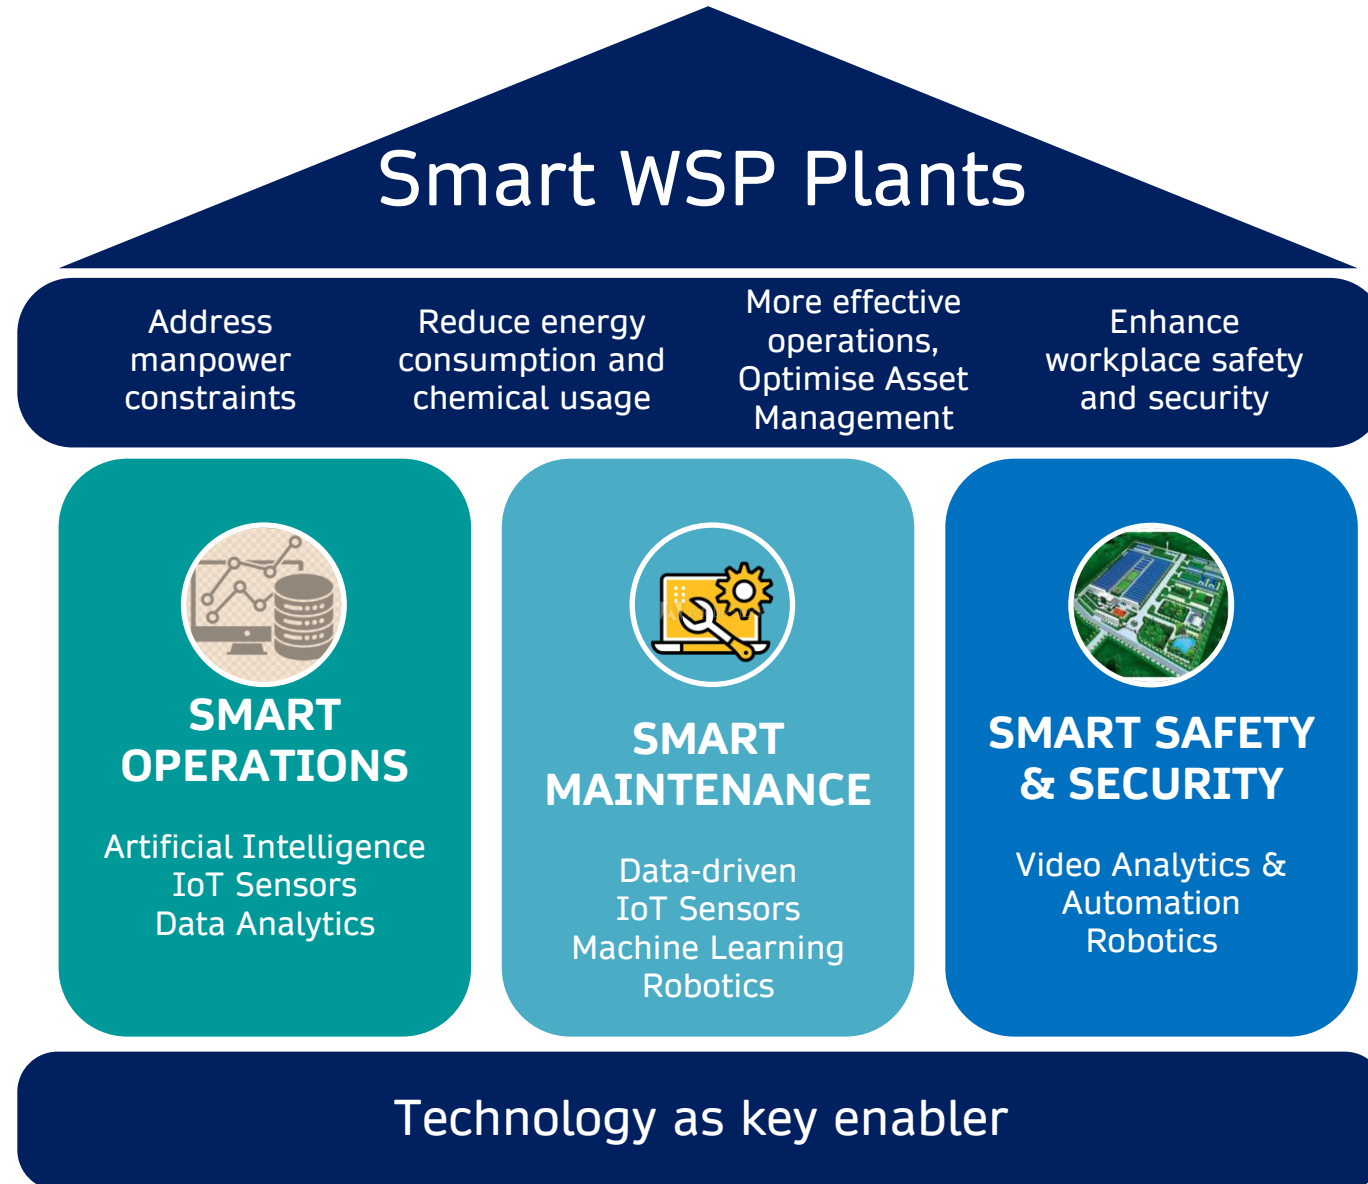 Smart WSP Plants
Address
manpower
constraints
Reduce energy
consumption and
chemical usage
More effective
operations,
Optimise Asset
Management
Enhance
workplace safety
and security
SMART
OPERATIONS
Artificial Intelligence
IoT Sensors
Data Analytics
SMART
MAINTENANCE
Data-driven
IoT Sensors
Machine Learning
Robotics
SMART SAFETY
& SECURITY
Video Analytics &
Automation
Robotics
Technology as key enabler